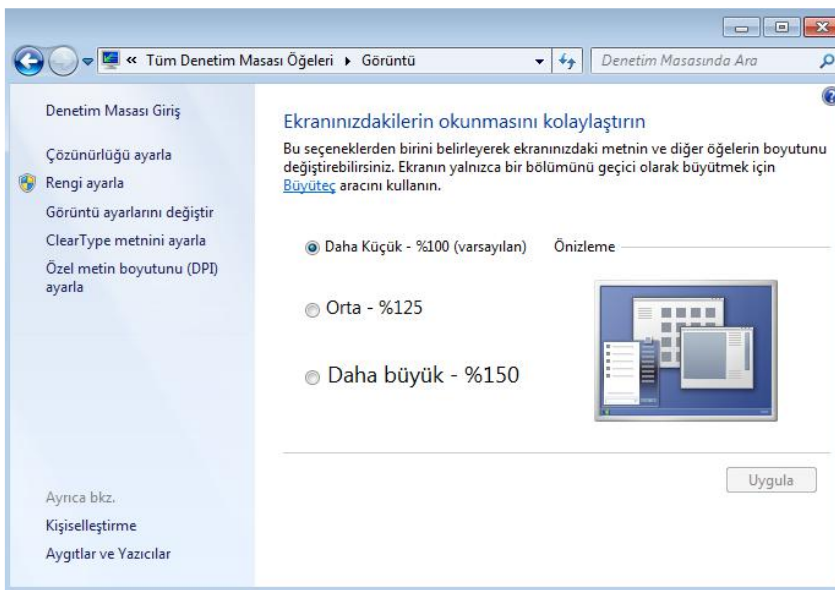 « Tüm Denetim Masası Öğeleri ▸ Görüntü
Denetim Masasında Ara
Denetim Masası Giriş
Çözünürlüğü ayarla
Rengi ayarla
Görüntü ayarlarını değiştir
ClearType metnini ayarla
Özel metin boyutunu (DPI)
ayarla
Ayrıca bkz.
Kişiselleştirme
Aygıtlar ve Yazıcılar
Ekranınızdakilerin okunmasını kolaylaştırın
Bu seçeneklerden birini belirleyerek ekranınızdaki metnin ve diğer öğelerin boyutunu
değiştirebilirsiniz. Ekranın yalnızca bir bölümünü geçici olarak büyütmek için
Büyüteç aracını kullanın.
Daha Küçük - %100 (varsayılan)
Önizleme
Orta - %125
Daha büyük - %150
Uygula